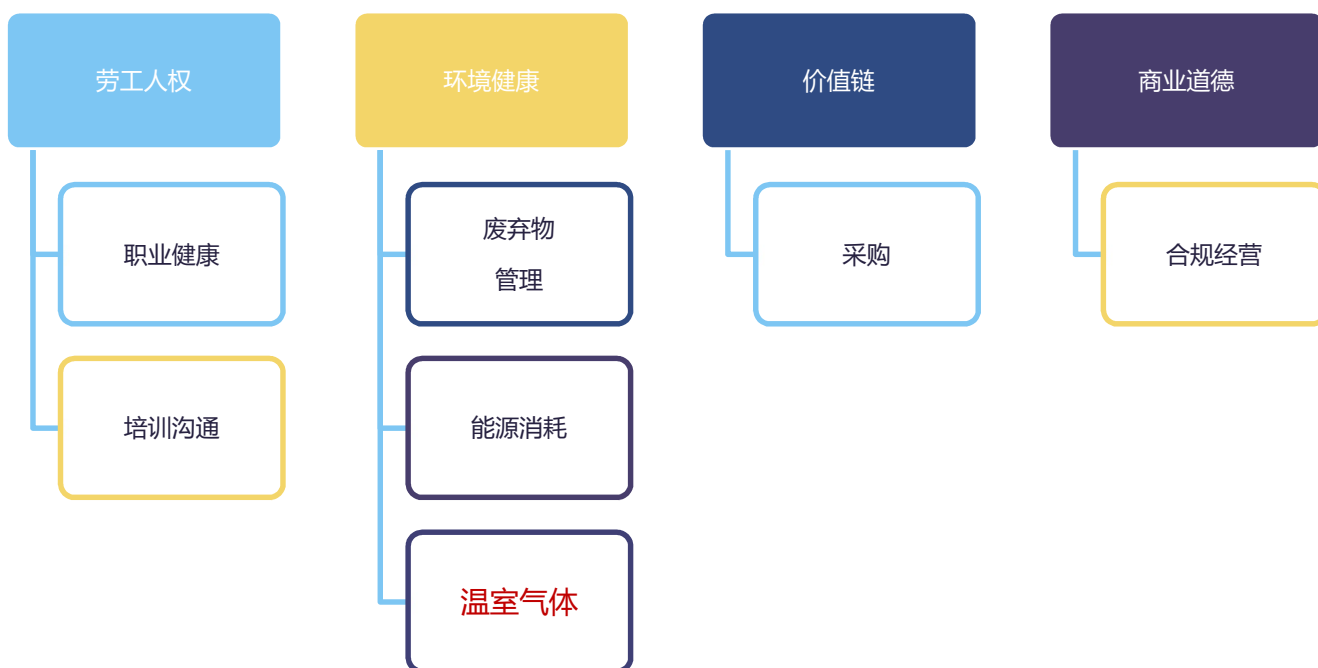 劳工人权
环境健康
价值链
商业道德
职业健康
废弃物
管理
采购
合规经营
培训沟通
能源消耗
温室气体